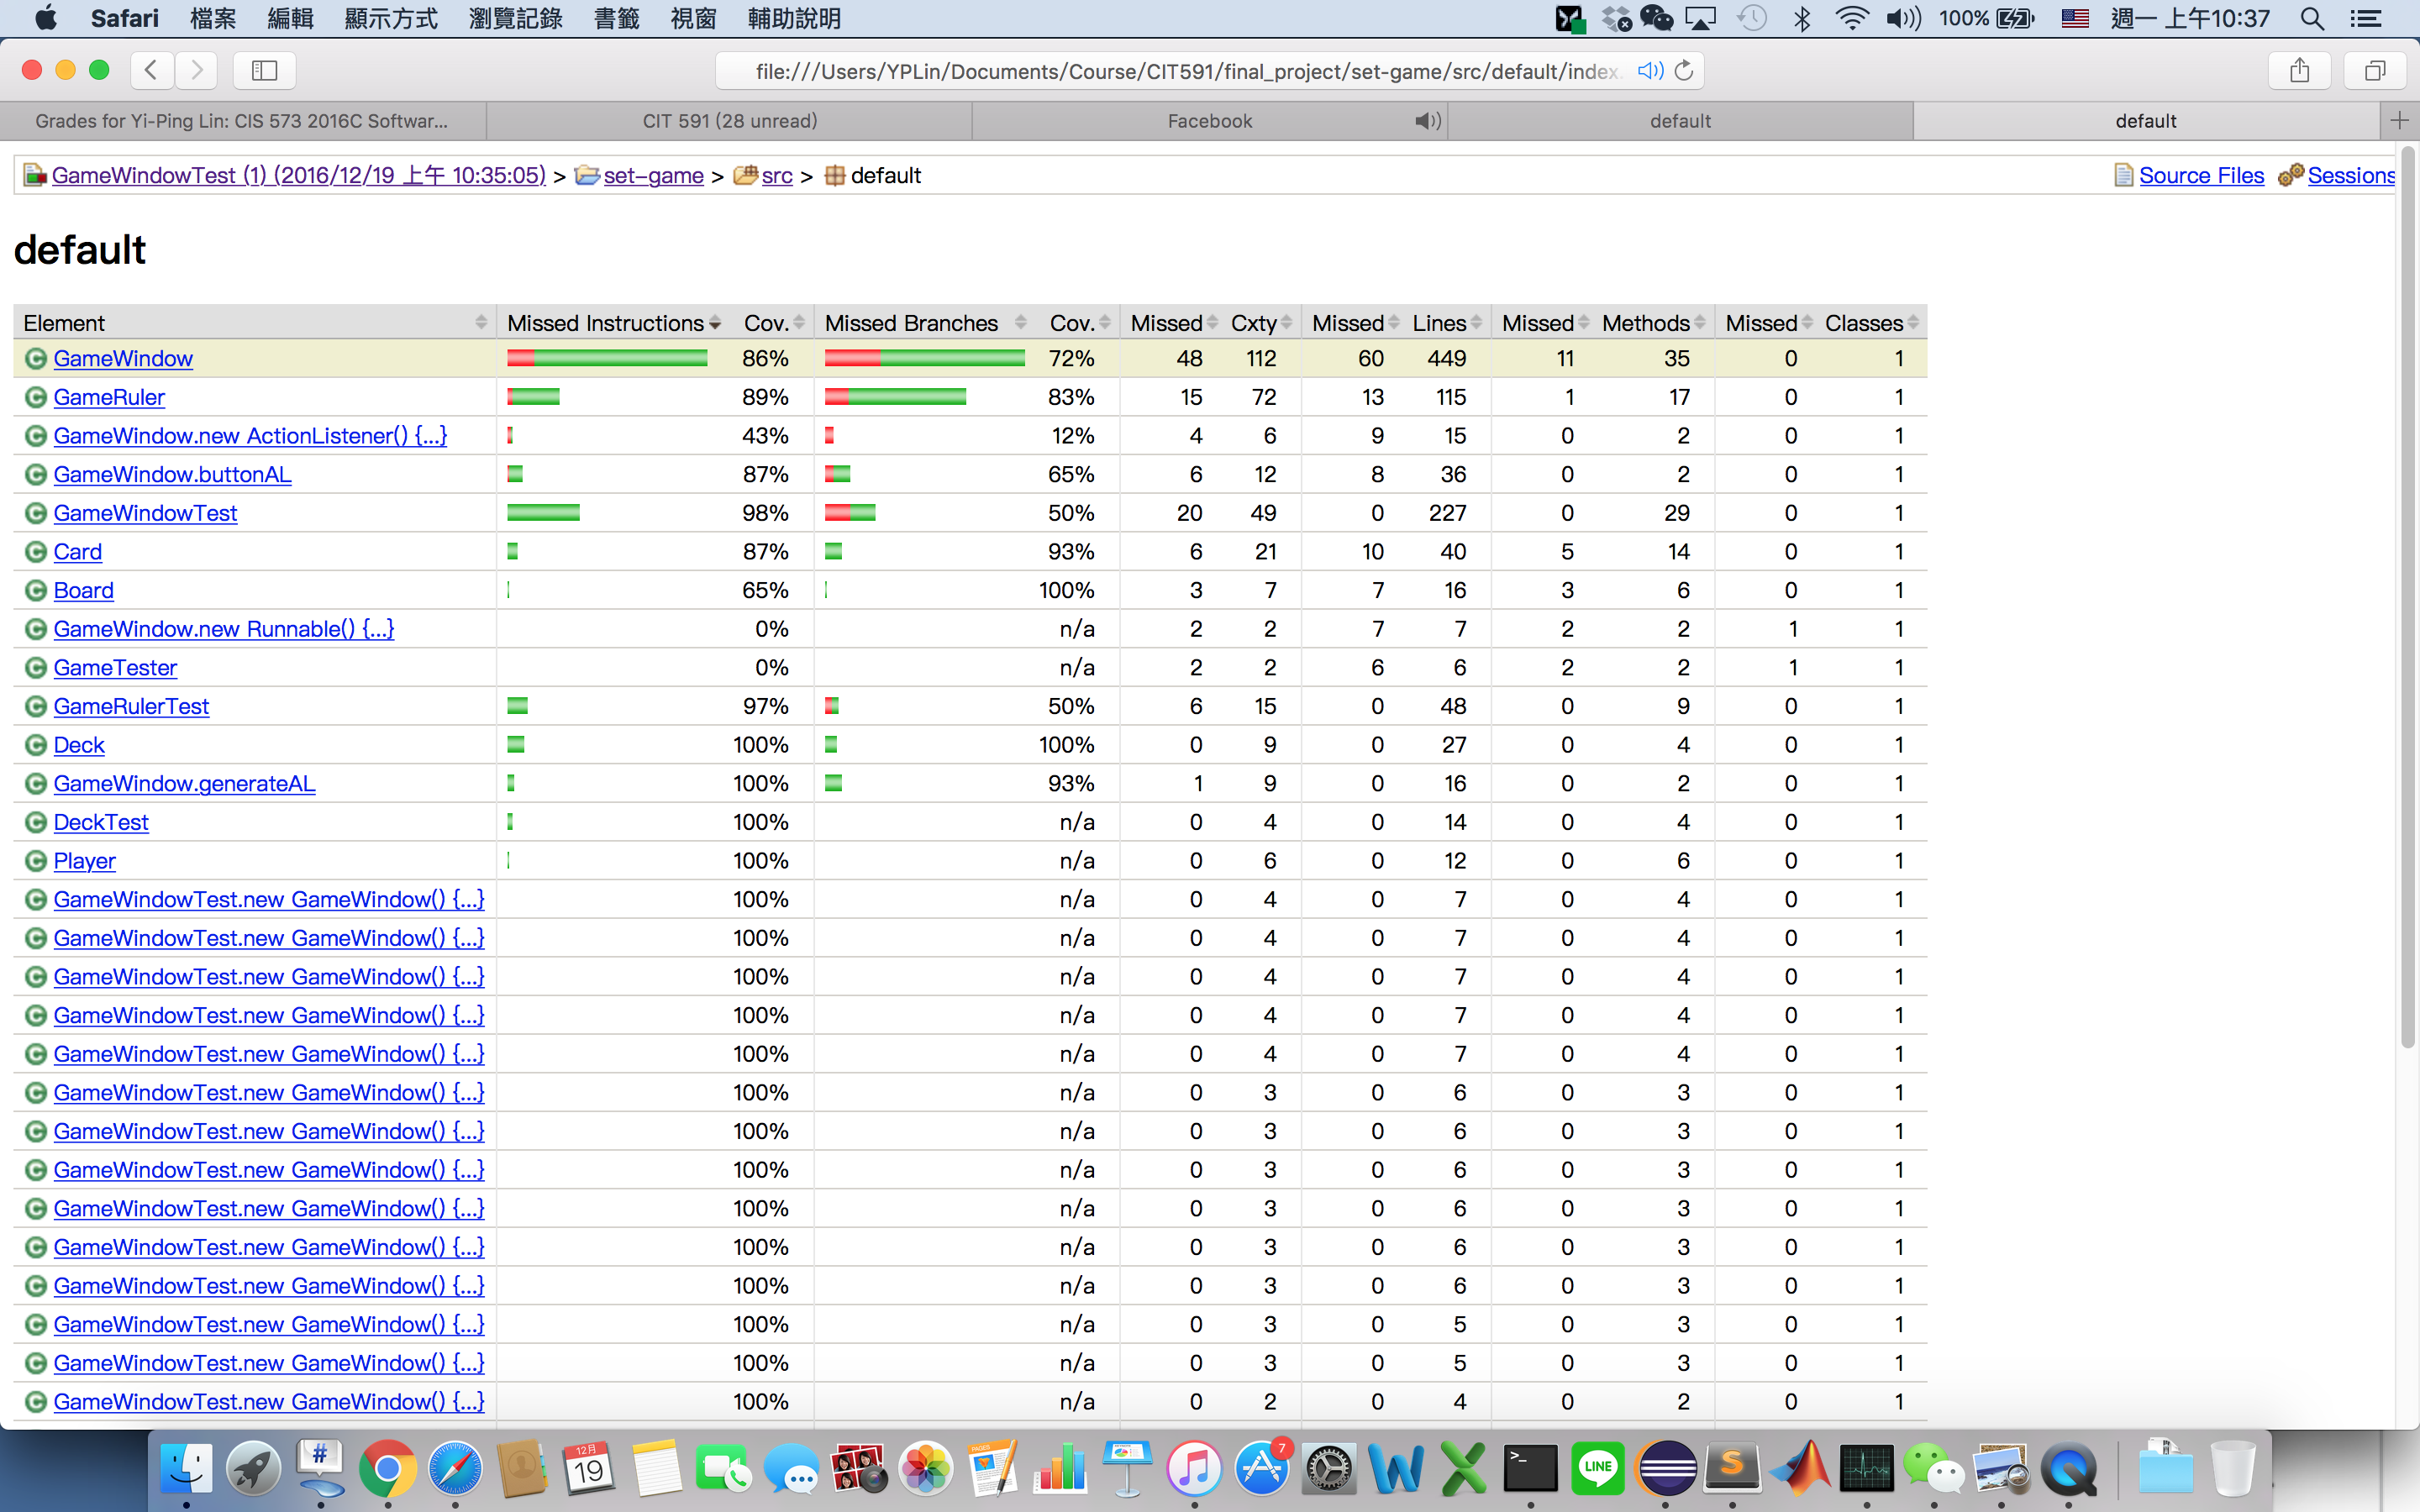 Safari 檔案 編輯 顯示方式 瀏覽記錄 書籤 視窗 輔助說明 100% 週一 上午10:37
file:///Users/YPLin/Documents/Course/CIT591/final_project/set-game/src/default/index.
Grades for Yi-Ping Lin: CIS 573 2016C Softwar... CIT 591 (28 unread) Facebook default default
GameWindowTest (1) (2016/12/19 上午 10:35:05) > set-game > src > default Source Files Sessions
default
Element Missed Instructions Cov. Missed Branches Cov. Missed Cxty Missed Lines Missed Methods Missed Classes
GameWindow 86% 72% 48 112 60 449 11 35 0 1
GameRuler 89% 83% 15 72 13 115 1 17 0 1
GameWindow.new ActionListener() {...} 43% 12% 4 6 9 15 0 2 0 1
GameWindow.buttonAL 87% 65% 6 12 8 36 0 2 0 1
GameWindowTest 98% 50% 20 49 0 227 0 29 0 1
Card 87% 93% 6 21 10 40 5 14 0 1
Board 65% 100% 3 7 7 16 3 6 0 1
GameWindow.new Runnable() {...} 0% n/a 2 2 7 7 2 2 1 1
GameTester 0% n/a 2 2 6 6 2 2 1 1
GameRulerTest 97% 50% 6 15 0 48 0 9 0 1
Deck 100% 100% 0 9 0 27 0 4 0 1
GameWindow.generateAL 100% 93% 1 9 0 16 0 2 0 1
DeckTest 100% n/a 0 4 0 14 0 4 0 1
Player 100% n/a 0 6 0 12 0 6 0 1
GameWindowTest.new GameWindow() {...} 100% n/a 0 4 0 7 0 4 0 1
GameWindowTest.new GameWindow() {...} 100% n/a 0 4 0 7 0 4 0 1
GameWindowTest.new GameWindow() {...} 100% n/a 0 4 0 7 0 4 0 1
GameWindowTest.new GameWindow() {...} 100% n/a 0 4 0 7 0 4 0 1
GameWindowTest.new GameWindow() {...} 100% n/a 0 4 0 7 0 4 0 1
GameWindowTest.new GameWindow() {...} 100% n/a 0 3 0 6 0 3 0 1
GameWindowTest.new GameWindow() {...} 100% n/a 0 3 0 6 0 3 0 1
GameWindowTest.new GameWindow() {...} 100% n/a 0 3 0 6 0 3 0 1
GameWindowTest.new GameWindow() {...} 100% n/a 0 3 0 6 0 3 0 1
GameWindowTest.new GameWindow() {...} 100% n/a 0 3 0 6 0 3 0 1
GameWindowTest.new GameWindow() {...} 100% n/a 0 3 0 6 0 3 0 1
GameWindowTest.new GameWindow() {...} 100% n/a 0 3 0 5 0 3 0 1
GameWindowTest.new GameWindow() {...} 100% n/a 0 3 0 5 0 3 0 1
GameWindowTest.new GameWindow() {...} 100% n/a 0 2 0 4 0 2 0 1
12月
19
PAGES
7
LINE